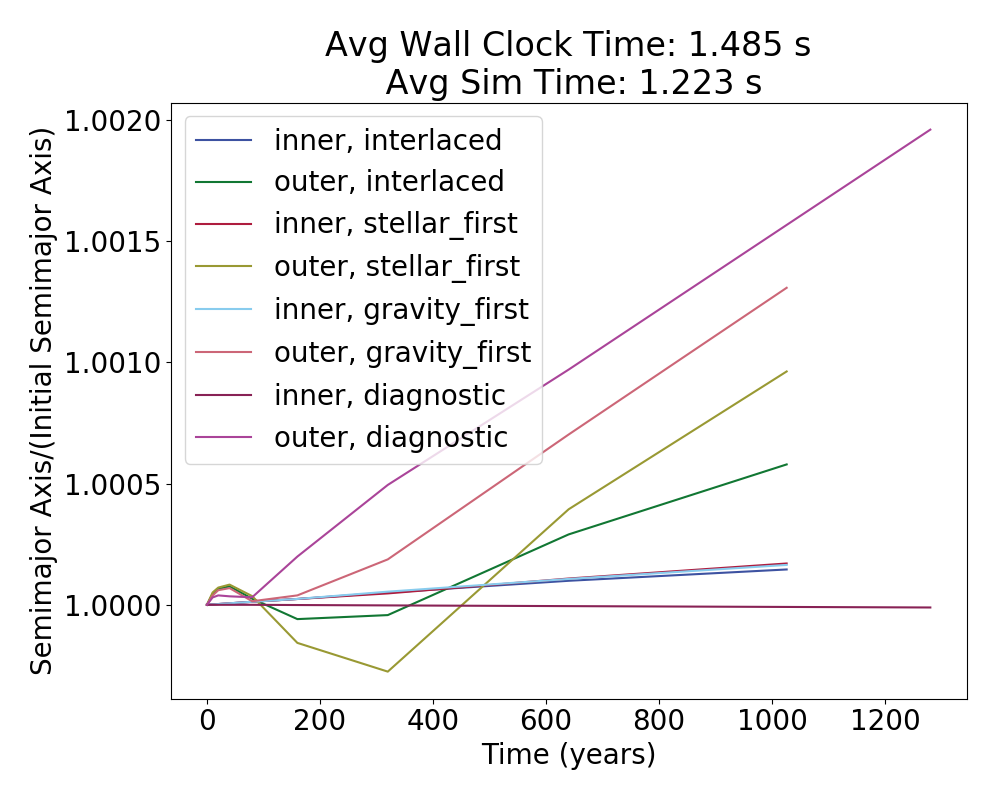 Avg Wall Clock Time: 1.485 s
Avg Sim Time: 1.223 s
Semimajor Axis/(Initial Semimajor Axis)
1.0020
1.0015
1.0010
1.0005
1.0000
inner, interlaced
outer, interlaced
inner, stellar_first
outer, stellar_first
inner, gravity_first
outer, gravity_first
inner, diagnostic
outer, diagnostic
0 200 400 600 800 1000 1200
Time (years)